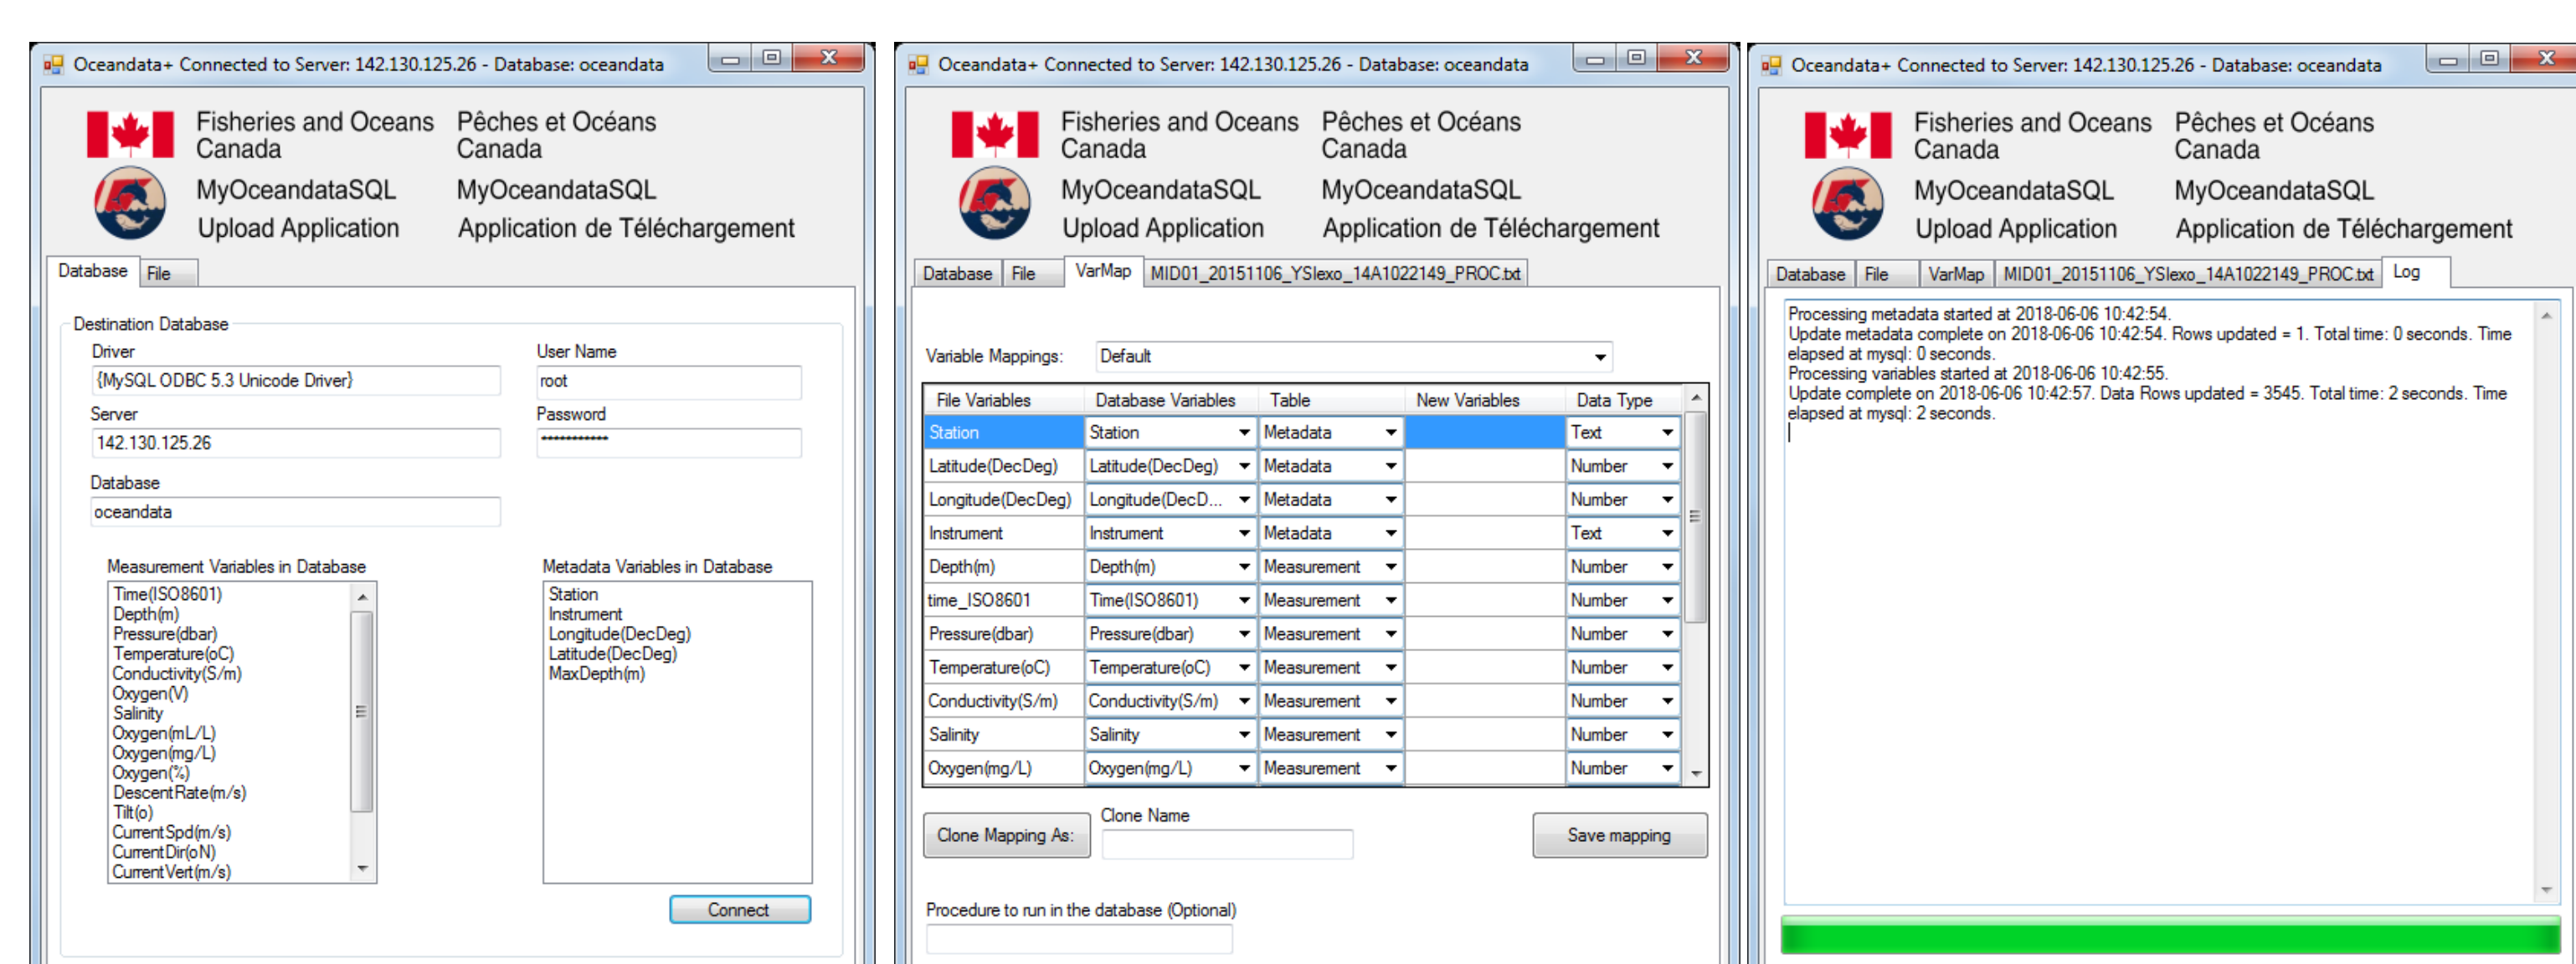 Oceandata+ Connected to Server: 142.130.125.26 - Database: oceandata
Fisheries and Oceans Canada
Pêches et Océans Canada
MyOceandataSQL
MyOceandataSQL
Upload Application
Application de Téléchargement
Database
File
Destination Database
Driver
{MySQL ODBC 5.3 Unicode Driver}
User Name
root
Server
142.130.125.26
Password
***********
Database
oceandata
Measurement Variables in Database
Time(ISO8601)
Depth(m)
Pressure(dbar)
Temperature(oC)
Conductivity(S/m)
Oxygen(V)
Salinity
Oxygen(mL/L)
Oxygen(mg/L)
Oxygen(%)
DescentRate(m/s)
Tilt(o)
CurrentSpd(m/s)
CurrentDir(oN)
CurrentVert(m/s)
Metadata Variables in Database
Station
Instrument
Longitude(DecDeg)
Latitude(DecDeg)
MaxDepth(m)
Connect
Oceandata+ Connected to Server: 142.130.125.26 - Database: oceandata
Fisheries and Oceans Canada
Pêches et Océans Canada
MyOceandataSQL
MyOceandataSQL
Upload Application
Application de Téléchargement
Database File VarMap MID01_20151106_YSIexo_14A1022149_PROC.txt
Variable Mappings: Default
File Variables Database Variables Table New Variables Data Type
Station Station Metadata Text
Latitude(DecDeg) Latitude(DecDeg) Metadata Number
Longitude(DecDeg) Longitude(DecD... Metadata Number
Instrument Instrument Metadata Text
Depth(m) Depth(m) Measurement Number
time_ISO8601 Time(ISO8601) Measurement Number
Pressure(dbar) Pressure(dbar) Measurement Number
Temperature(oC) Temperature(oC) Measurement Number
Conductivity(S/m) Conductivity(S/m) Measurement Number
Salinity Salinity Measurement Number
Oxygen(mg/L) Oxygen(mg/L) Measurement Number
Clone Mapping As:
Clone Name
Save mapping
Procedure to run in the database (Optional)
Oceandata+ Connected to Server: 142.130.125.26 - Database: oceandata
Fisheries and Oceans Canada
Pêches et Océans Canada
MyOceandataSQL
MyOceandataSQL
Upload Application
Application de Téléchargement
Database File VarMap MID01_20151106_YSIexo_14A1022149_PROC.txt Log
Processing metadata started at 2018-06-06 10:42:54.
Update metadata complete on 2018-06-06 10:42:54. Rows updated = 1. Total time: 0 seconds. Time
elapsed at mysql: 0 seconds.
Processing variables started at 2018-06-06 10:42:55.
Update complete on 2018-06-06 10:42:57. Data Rows updated = 3545. Total time: 2 seconds. Time
elapsed at mysql: 2 seconds.